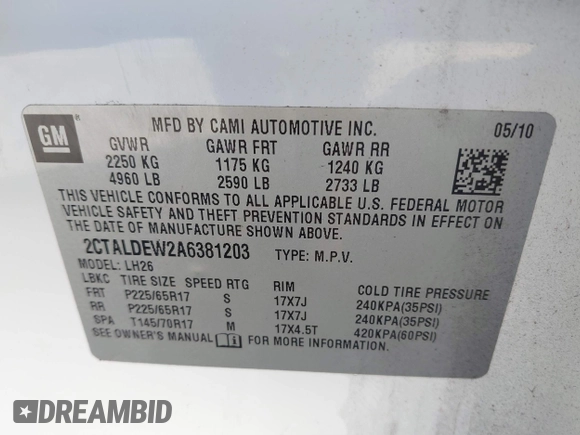 GM ®
MFD BY CAMI AUTOMOTIVE INC. 05/10
GVWR GAWR FRT GAWR RR
2250 KG 1175 KG 1240 KG
4960 LB 2590 LB 2733 LB
THIS VEHICLE CONFORMS TO ALL APPLICABLE U.S. FEDERAL MOTOR
VEHICLE SAFETY AND THEFT PREVENTION STANDARDS IN EFFECT ON
THE DATE OF MANUFACTURE SHOWN ABOVE.
2CTALDEW2A6381203 TYPE: M.P.V.
MODEL: LH26
LBKC TIRE SIZE SPEED RTG RIM COLD TIRE PRESSURE
FRT P225/65R17 S 17X7J 240KPA(35PSI)
RR P225/65R17 S 17X7J 240KPA(35PSI)
SPA T145/70R17 M 17X4.5T 420KPA(60PSI)
SEE OWNER'S MANUAL FOR MORE INFORMATION.
DREAMBID